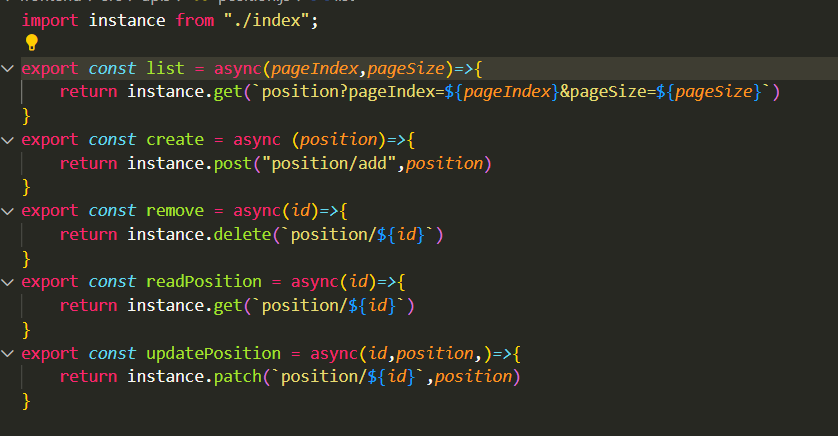 import instance from "./index";
export const list = async(pageIndex,pageSize)=>{
    return instance.get(`position?pageIndex=${pageIndex}&pageSize=${pageSize}`)
}
export const create = async (position)=>{
    return instance.post("position/add",position)
}
export const remove = async(id)=>{
    return instance.delete(`position/${id}`)
}
export const readPosition = async(id)=>{
    return instance.get(`position/${id}`)
}
export const updatePosition = async(id,position,)=>{
    return instance.patch(`position/${id}`,position)
}